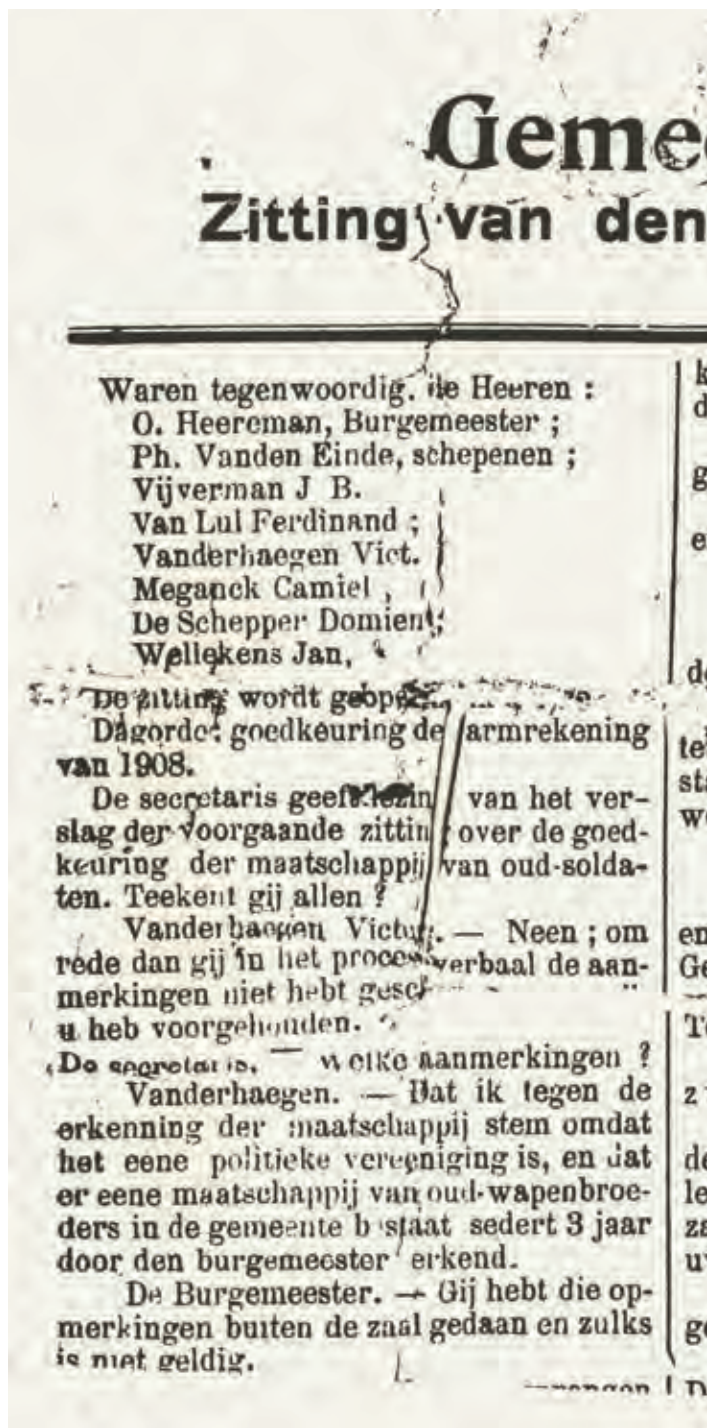 Geme
Zitting van den
Waren tegenwoordig. de Heeren :
O. Heereman, Burgemeester ;
Ph. Vanden Einde, schepenen ;
Vijverman J B.
Van Lui Ferdinand ;
Vanderhaegen Vict.
Meganck Camiel ,
De Schepper Domien ;
Wellekens Jan,
De zitting wordt
Dagorde: goedkeuring de armrekening
van 1908.
De secretaris geeft lezing van het ver-
slag der voorgaande zitting over de goed-
keuring der maatschappij van oud-solda-
ten. Teekent gij allen ?
Vanderhaegen Victor. — Neen ; om
rede dan gij in het proces-verbaal de aan-
merkingen niet hebt
u heb voorgehouden.
De secretaris. — welke aanmerkingen ?
Vanderhaegen. — Dat ik tegen de
erkenning der maatschappij stem omdat
het eene politieke vereeniging is, en dat
er eene maatschappij van oud-wapenbroe-
ders in de gemeente bestaat sedert 3 jaar
door den burgemeester erkend.
De Burgemeester. — Gij hebt die op-
merkingen buiten de zaal gedaan en zulks
is niet geldig.